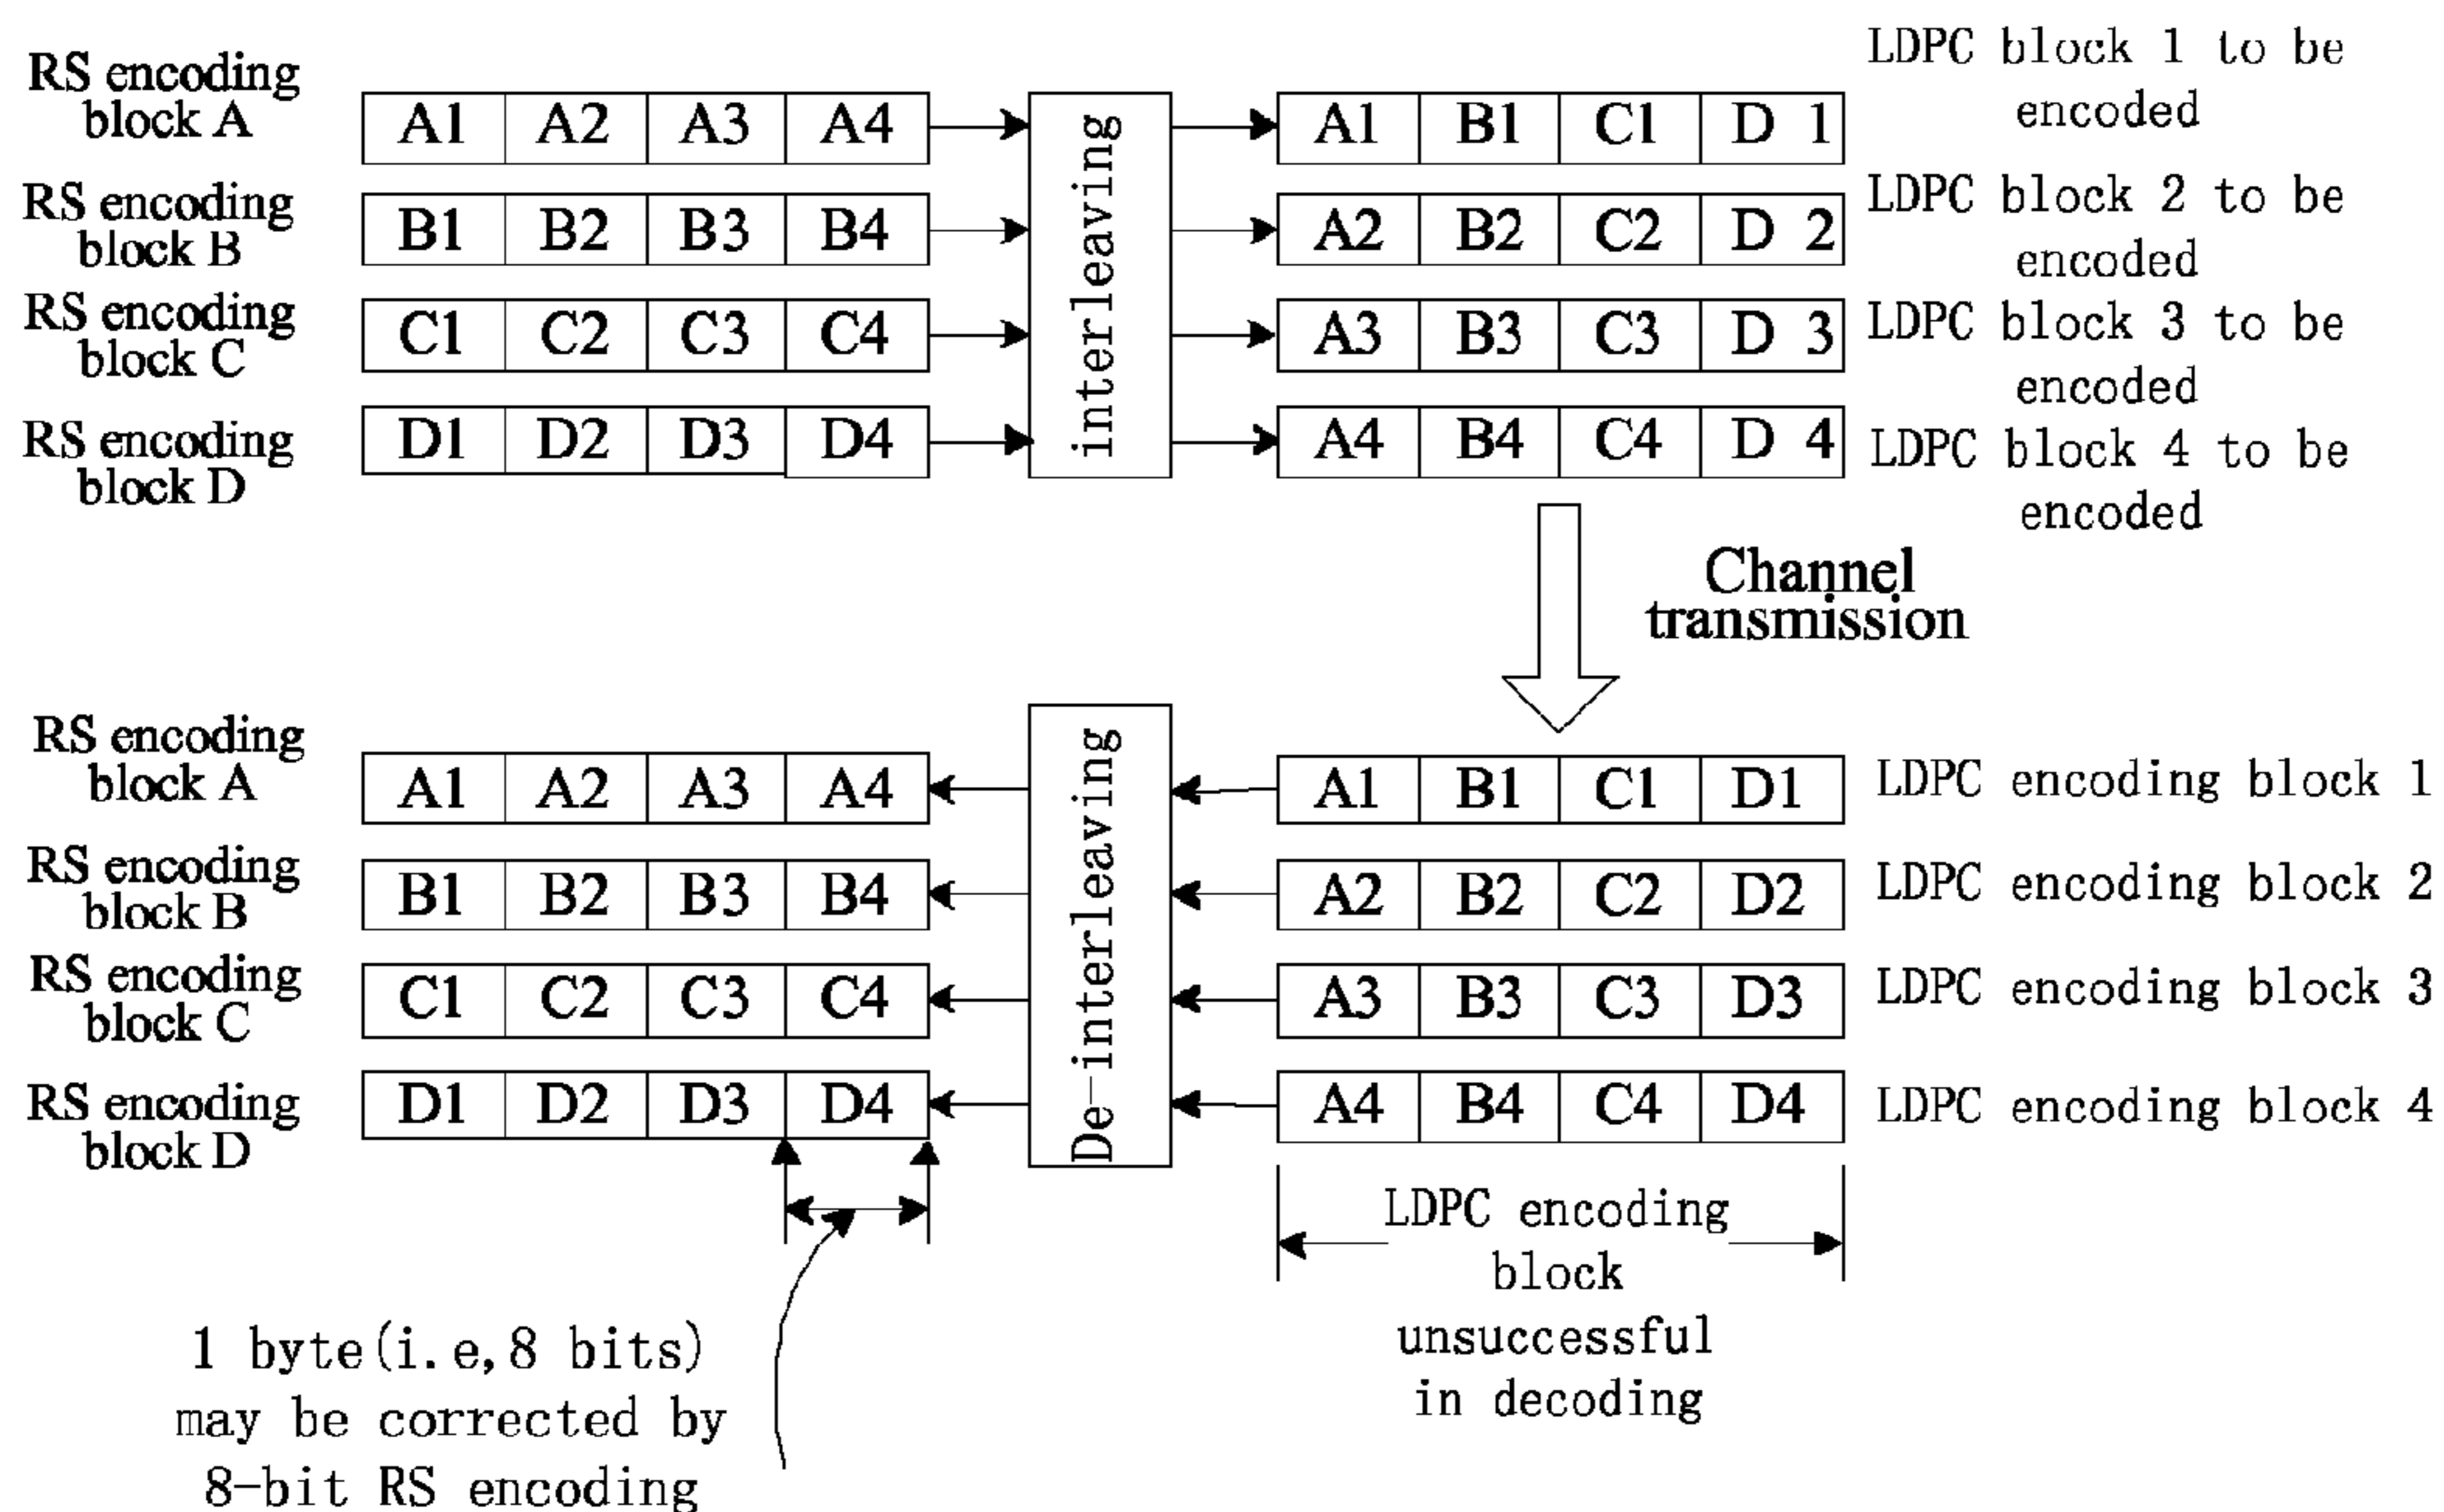 RS encoding
block A
A1 A2 A3 A4
A1 B1 C1 D 1
LDPC block 1 to be
encoded
RS encoding
block B
B1 B2 B3 B4
A2 B2 C2 D 2
LDPC block 2 to be
encoded
RS encoding
block C
C1 C2 C3 C4
A3 B3 C3 D 3
LDPC block 3 to be
encoded
RS encoding
block D
D1 D2 D3 D4
A4 B4 C4 D 4
LDPC block 4 to be
encoded
interleaving
Channel
transmission
RS encoding
block A
A1 A2 A3 A4
A1 B1 C1 D1
LDPC encoding block 1
RS encoding
block B
B1 B2 B3 B4
A2 B2 C2 D2
LDPC encoding block 2
RS encoding
block C
C1 C2 C3 C4
A3 B3 C3 D3
LDPC encoding block 3
RS encoding
block D
D1 D2 D3 D4
A4 B4 C4 D4
LDPC encoding block 4
De-interleaving
LDPC encoding
block
unsuccessful
in decoding
1 byte(i.e,8 bits)
may be corrected by
8-bit RS encoding